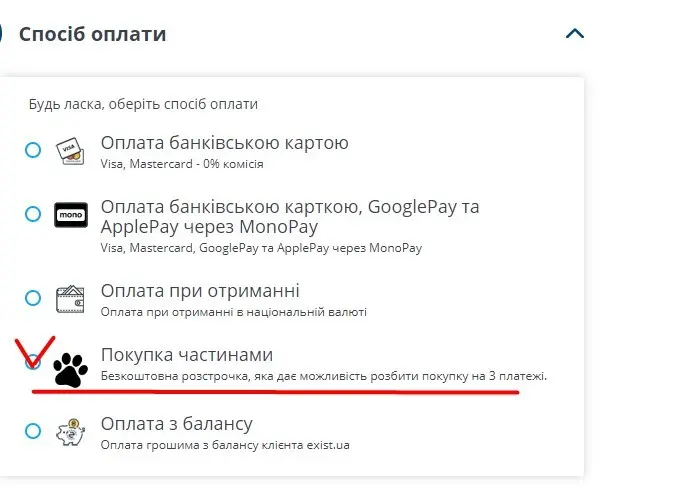 Спосіб оплати
Будь ласка, оберіть спосіб оплати
Оплата банківською картою
VISA
Visa, Mastercard - 0% комісія
Оплата банківською карткою, GooglePay та
mono
ApplePay через MonoPay
Visa, Mastercard, GooglePay та ApplePay через MonoPay
Оплата при отриманні
Оплата при отриманні в національній валюті
Покупка частинами
Безкоштовна розстрочка, яка дає можливість розбити покупку на 3 платежі.
Оплата з балансу
Оплата грошима з балансу клієнта exist.ua